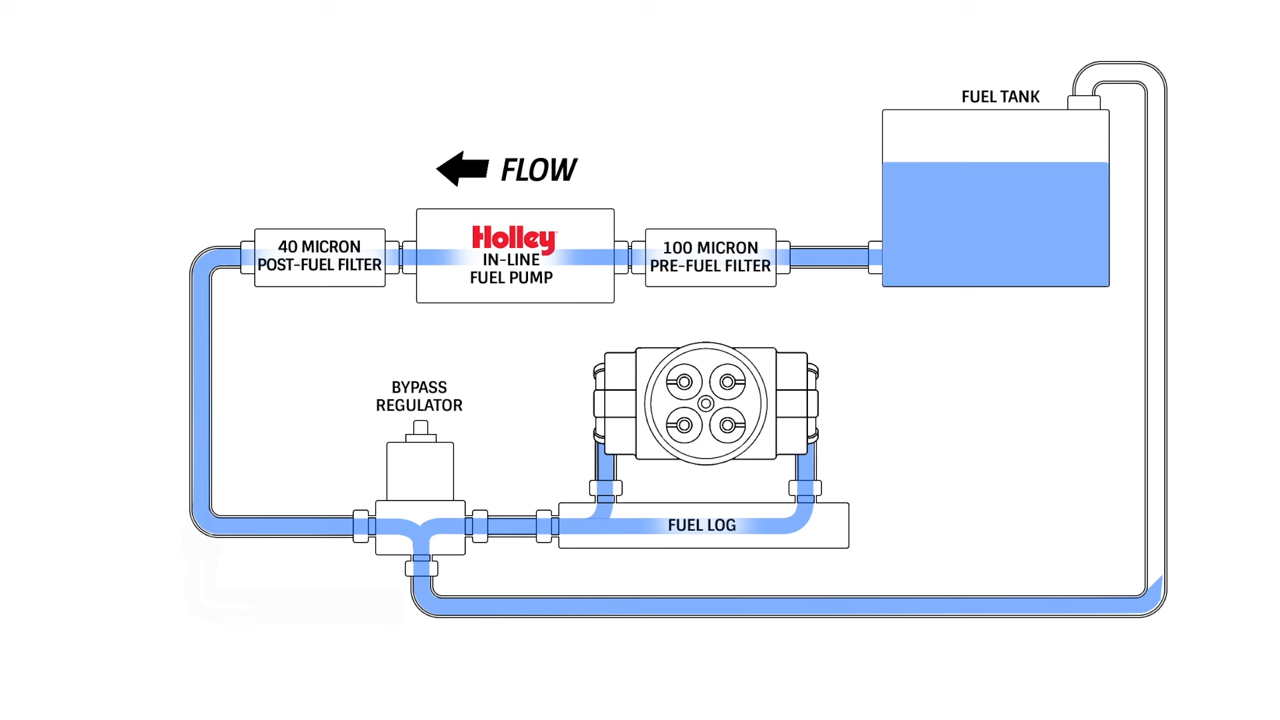 FUEL TANK
FLOW
40 MICRON
POST-FUEL FILTER
Holley
IN-LINE
FUEL PUMP
100 MICRON
PRE-FUEL FILTER
BYPASS
REGULATOR
FUEL LOG